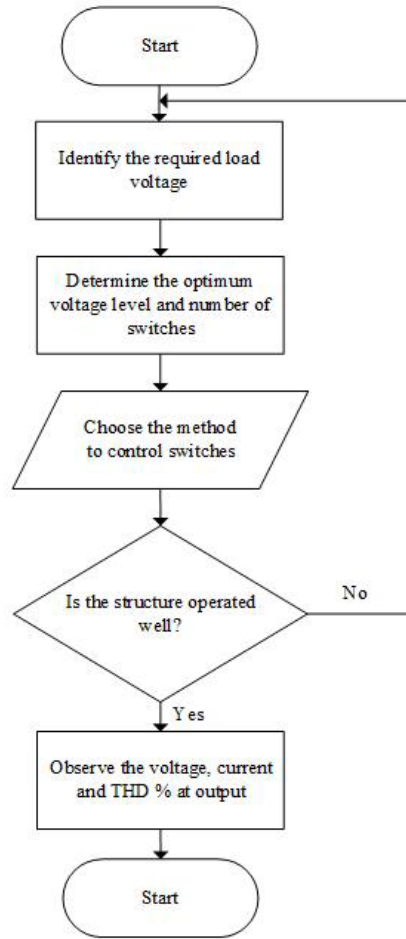 Start
Identify the required load
voltage
Determine the optimum
voltage level and number of
switches
Choose the method
to control switches
Is the structure operated
well?
No
Yes
Observe the voltage, current
and THD % at output
Start